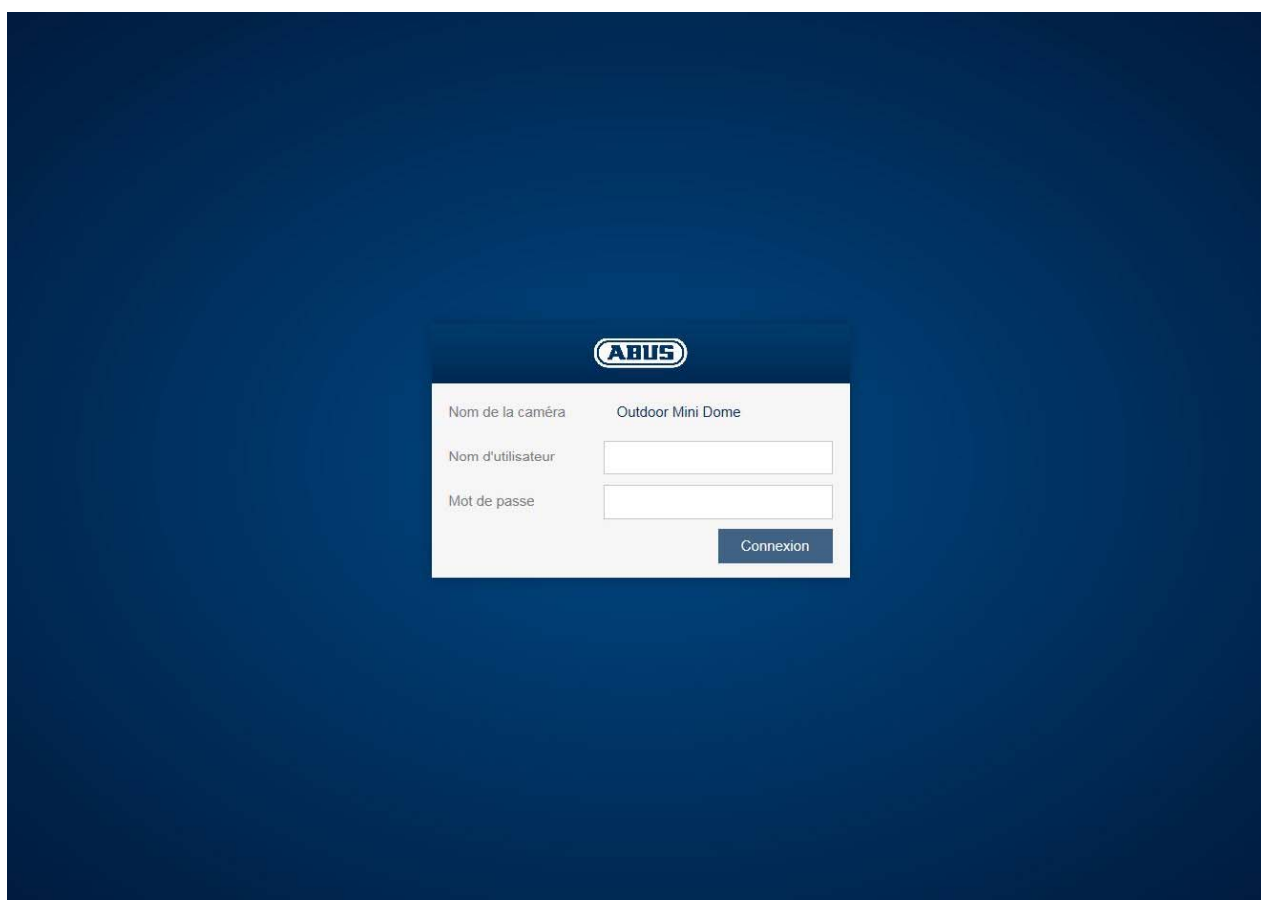 ABUS
Nom de la caméra Outdoor Mini Dome
Nom d'utilisateur
Mot de passe
Connexion